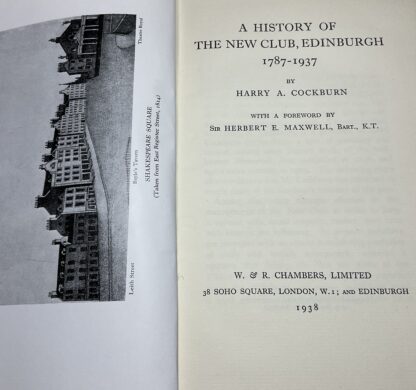 Theatre Royal
Bayle's Tavern
Leith Street
SHAKESPEARE SQUARE
(Taken from East Register Street, 1814)
A HISTORY OF
THE NEW CLUB, EDINBURGH
1787-1937
BY
HARRY A. COCKBURN
WITH A FOREWORD BY
SIR HERBERT E. MAXWELL, BART., K.T.
W. & R. CHAMBERS, LIMITED
38 SOHO SQUARE, LONDON, W.1; AND EDINBURGH
1938